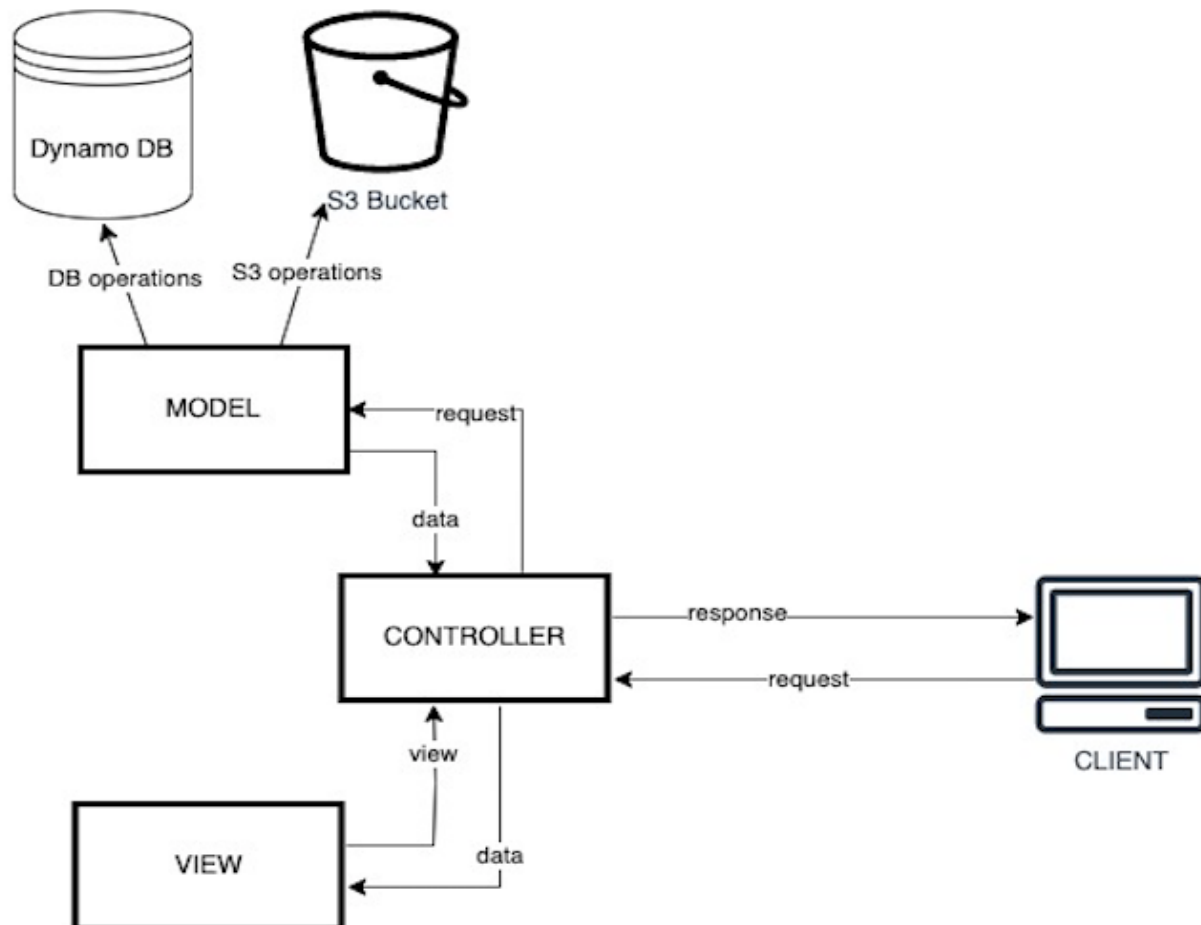 Dynamo DB
S3 Bucket
DB operations
S3 operations
MODEL
request
data
CONTROLLER
response
request
CLIENT
view
VIEW
data